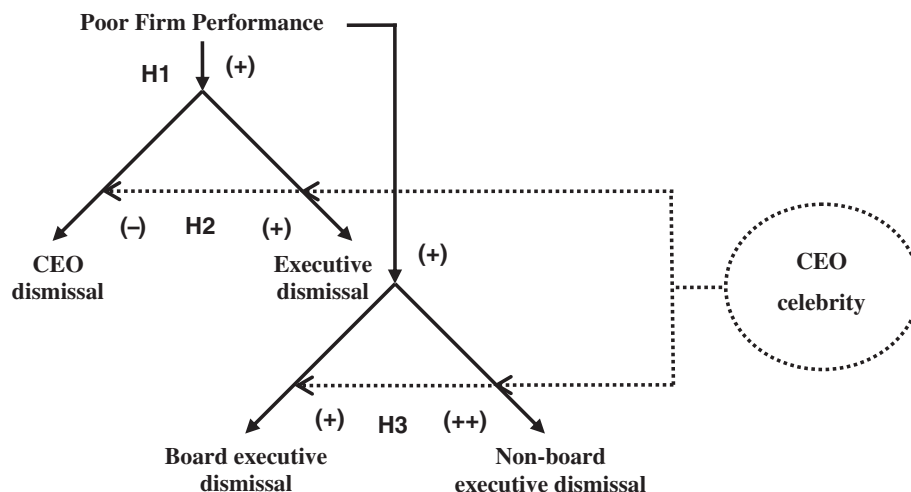 Poor Firm Performance
H1
(+)
(–)
H2
(+)
CEO
dismissal
Executive
dismissal
(+)
CEO
celebrity
(+)
H3
(++)
Board executive
dismissal
Non-board
executive dismissal